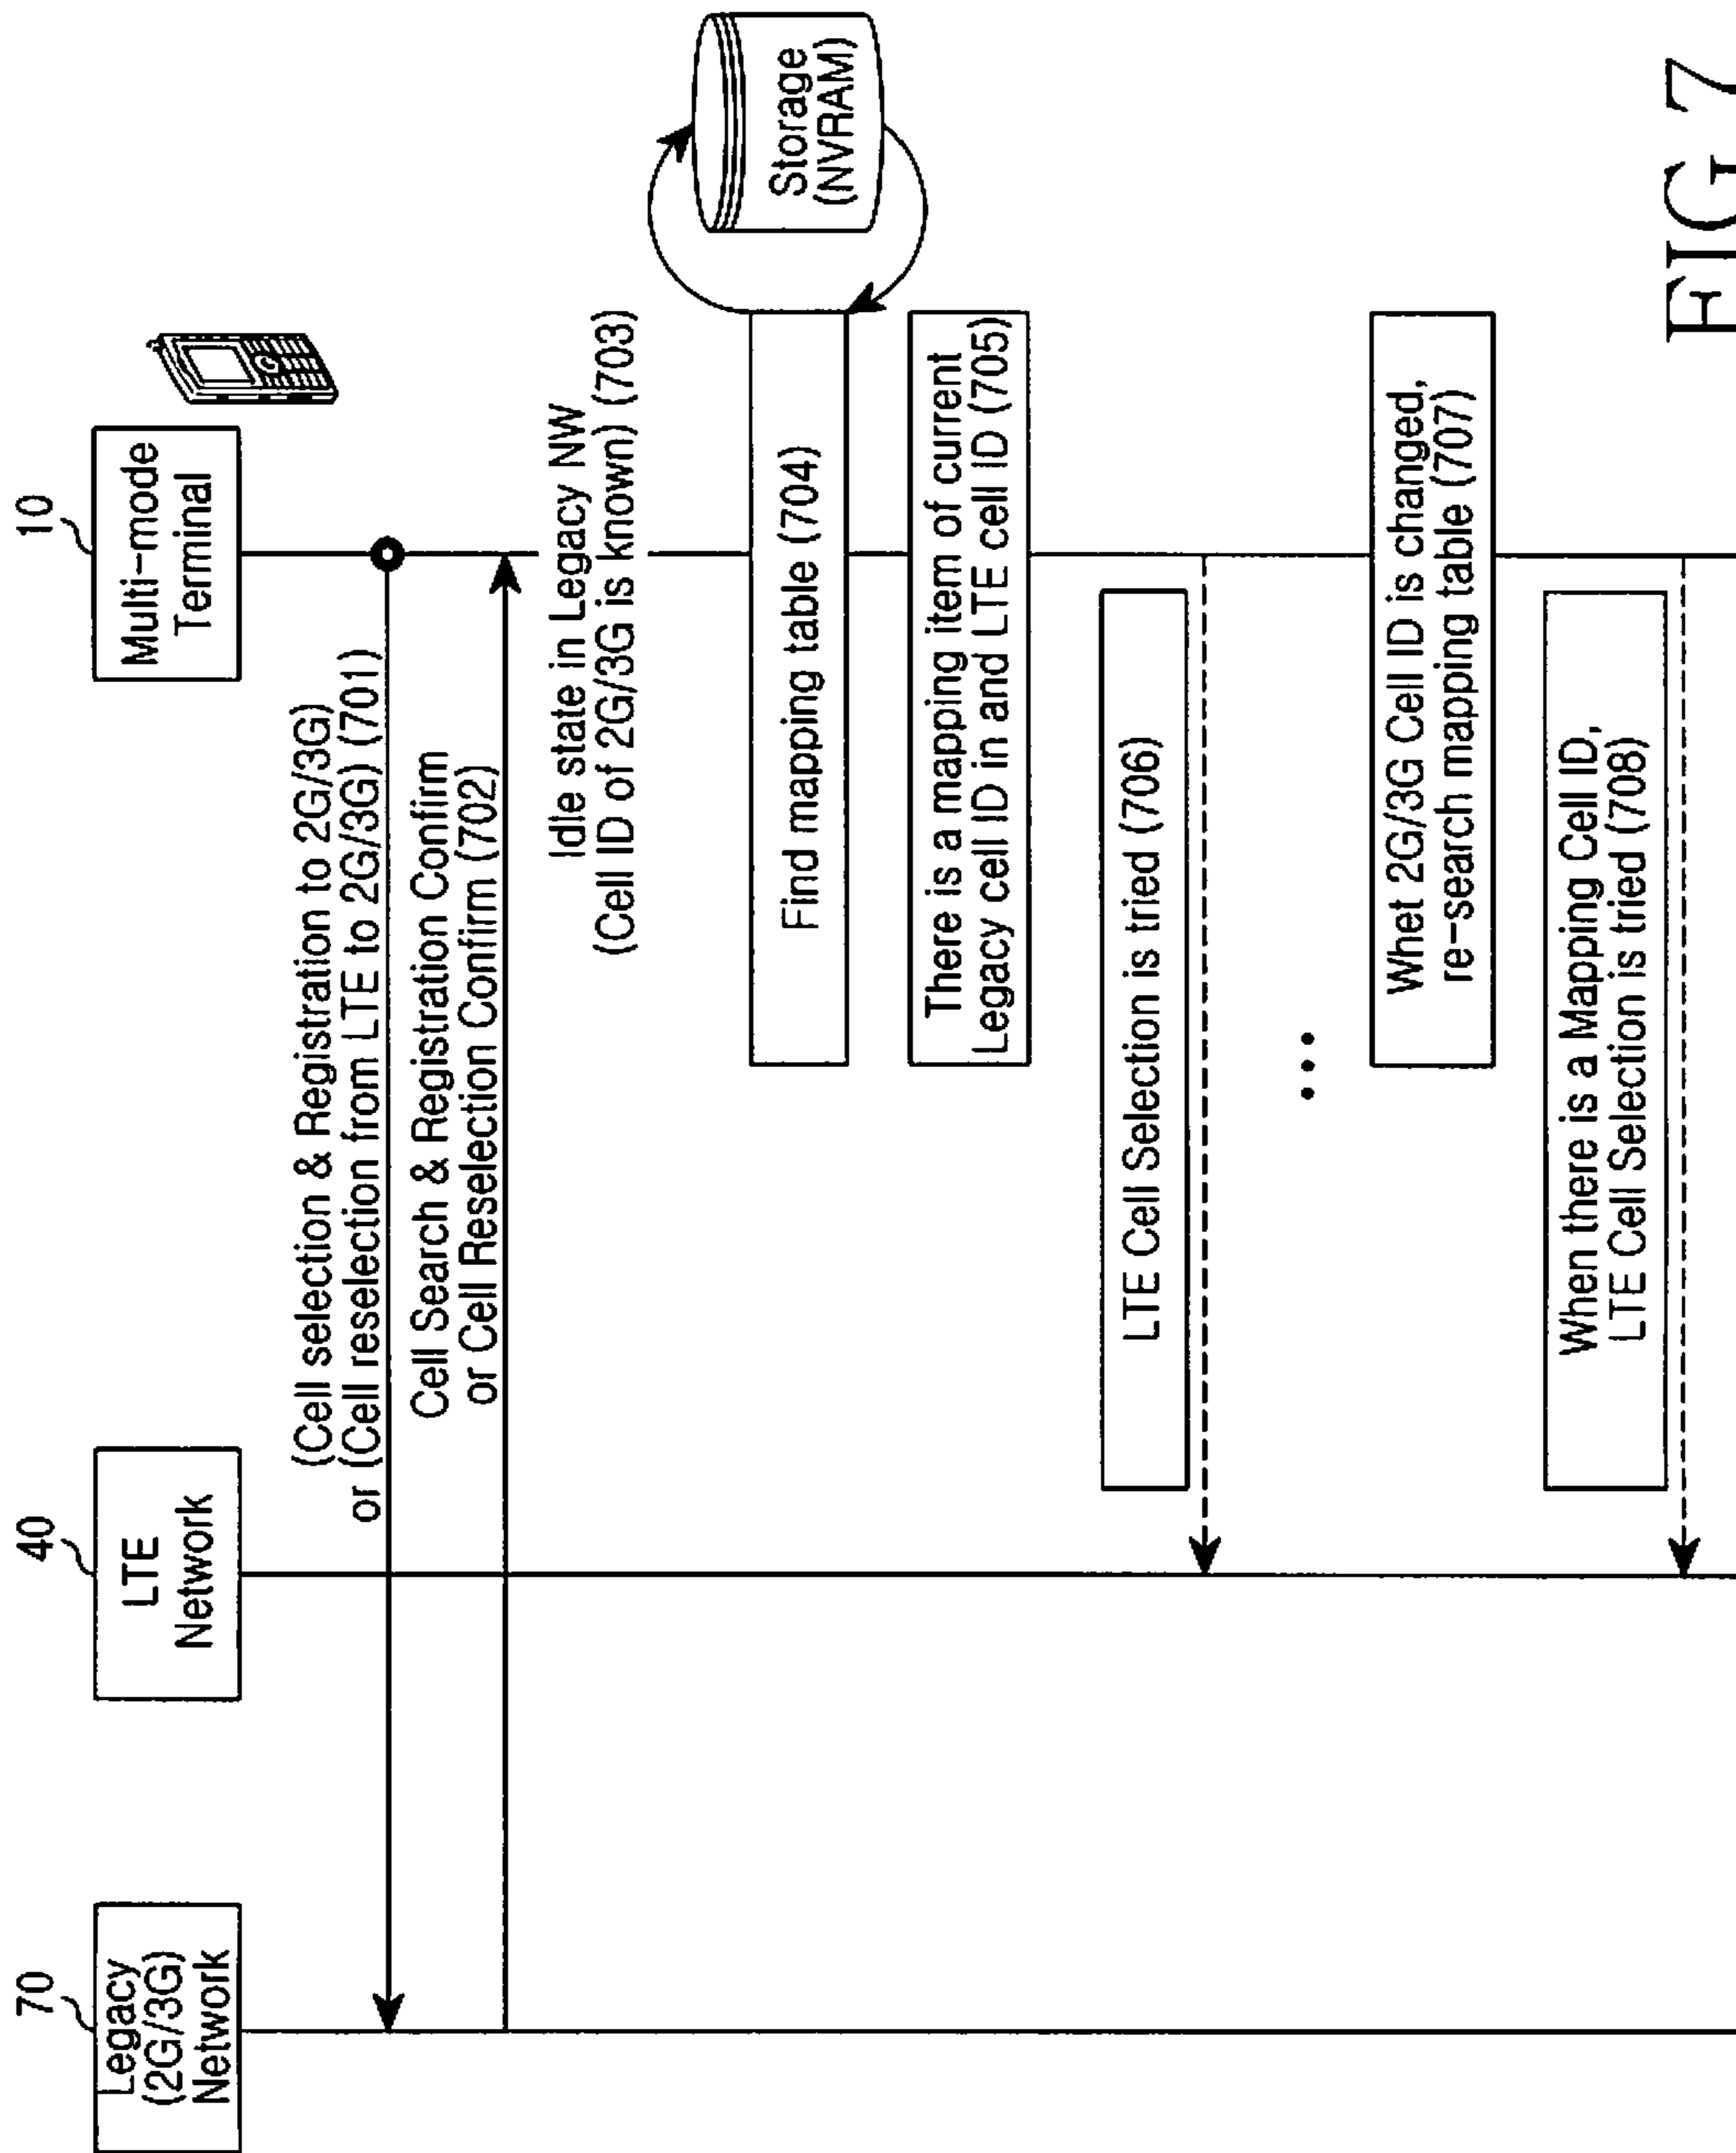 70
Legacy
(2G/3G)
Network
40
LTE
Network
10
Multi-mode
Terminal
(Cell selection & Registration to 2G/3G)
or (Cell reselection from LTE to 2G/3G) (701)
Cell Search & Registration Confirm
or Cell Reselection Confirm (702)
Idle state in Legacy NW
(Cell ID of 2G/3G is known) (703)
Storage
(NVRAM)
Find mapping table (704)
There is a mapping item of current
Legacy cell ID in and LTE cell ID (705)
LTE Cell Selection is tried (706)
...
Whet 2G/3G Cell ID is changed,
re-search mapping table (707)
When there is a Mapping Cell ID,
LTE Cell Selection is tried (708)
FIG 7